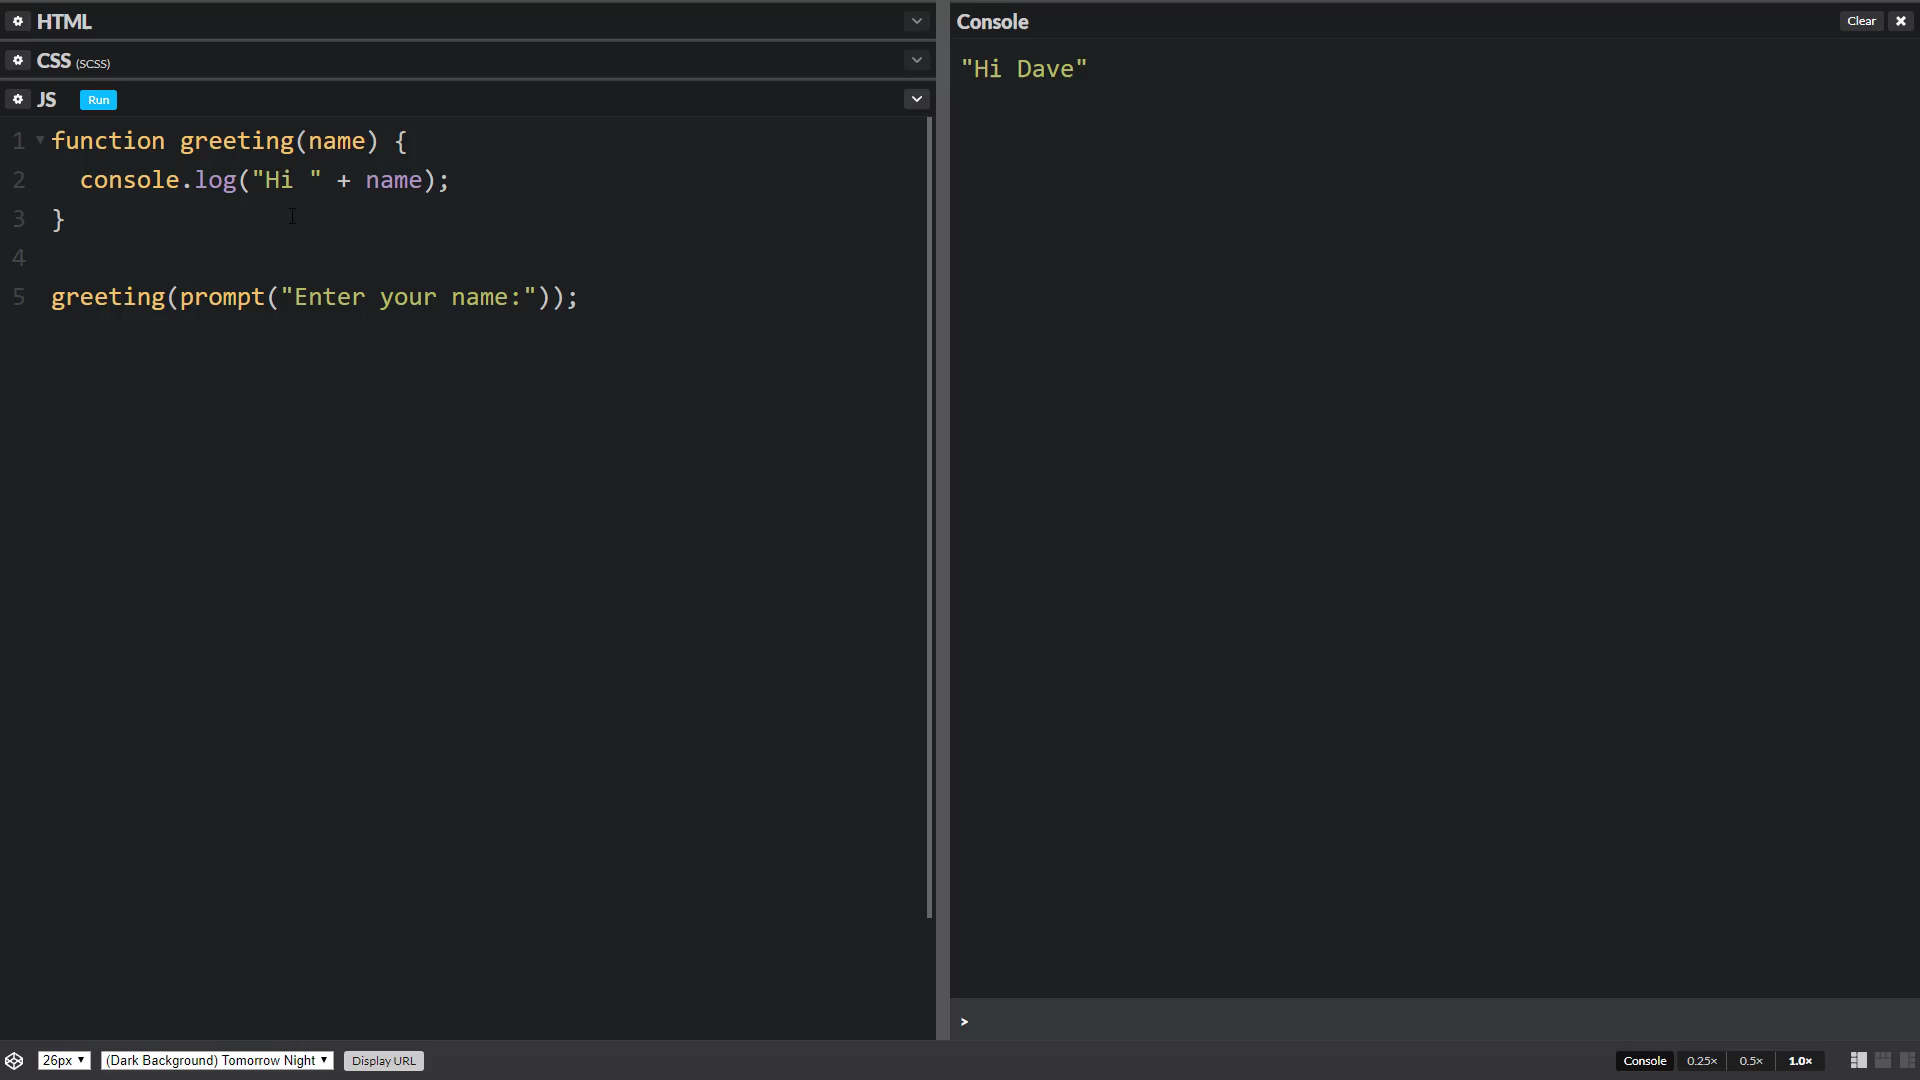 HTML
CSS (SCSS)
JS Run
1 function greeting(name) {
2 console.log("Hi " + name);
3 }
4
5 greeting(prompt("Enter your name:"));
Console Clear
"Hi Dave"
>
26px (Dark Background) Tomorrow Night Display URL
Console 0.25× 0.5× 1.0×